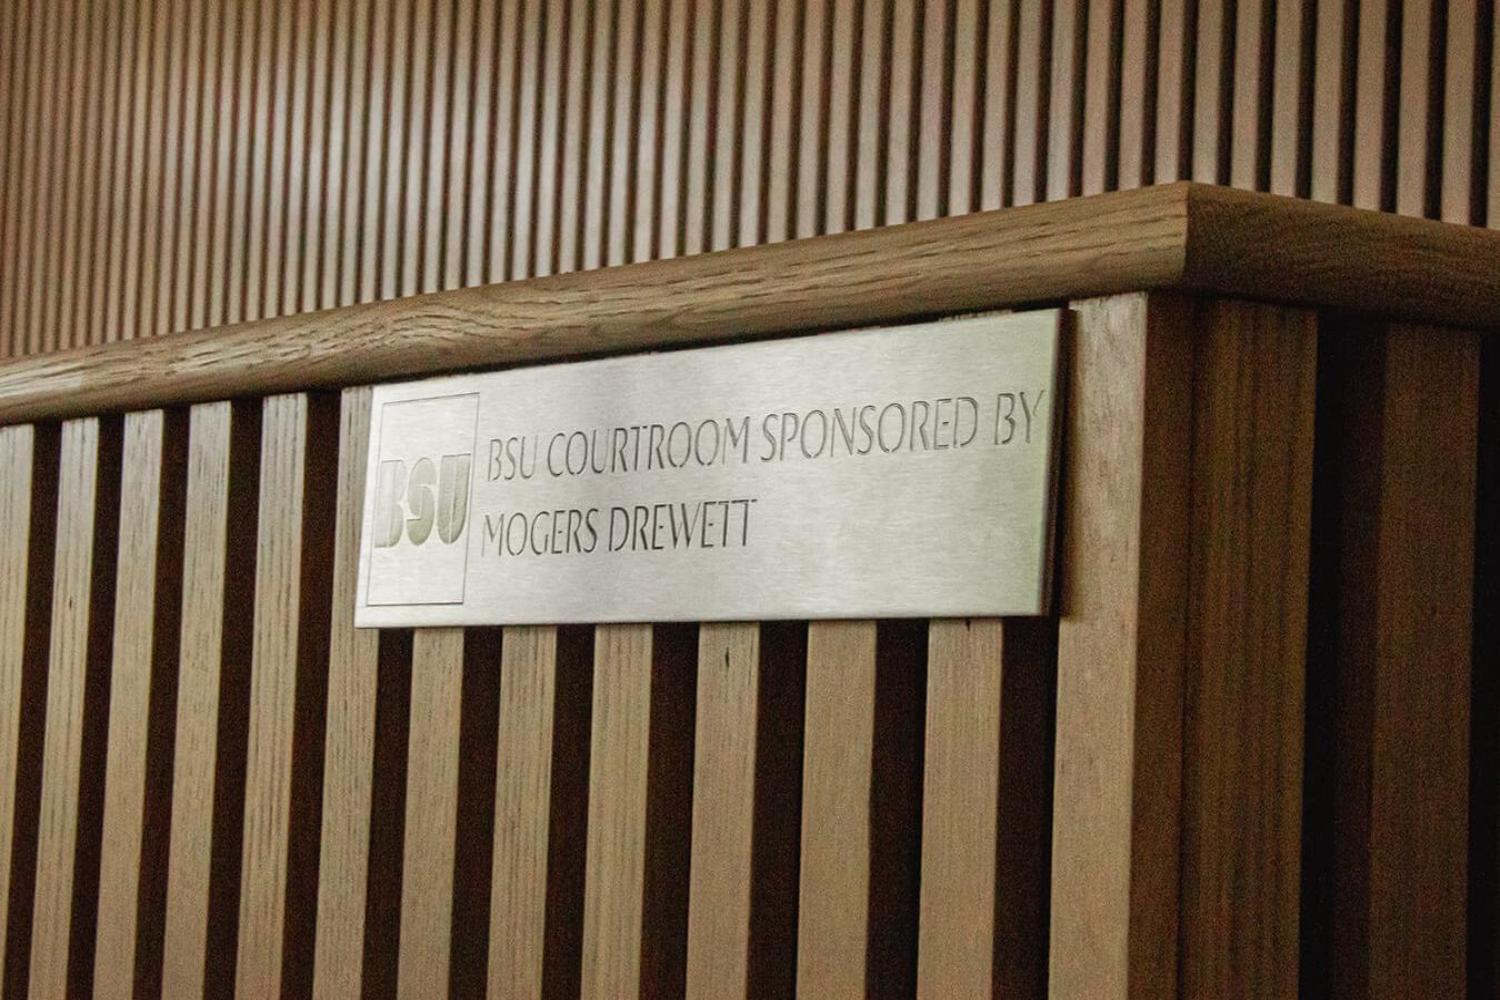 BSU
BSU COURTROOM SPONSORED BY
MOGERS DREWETT